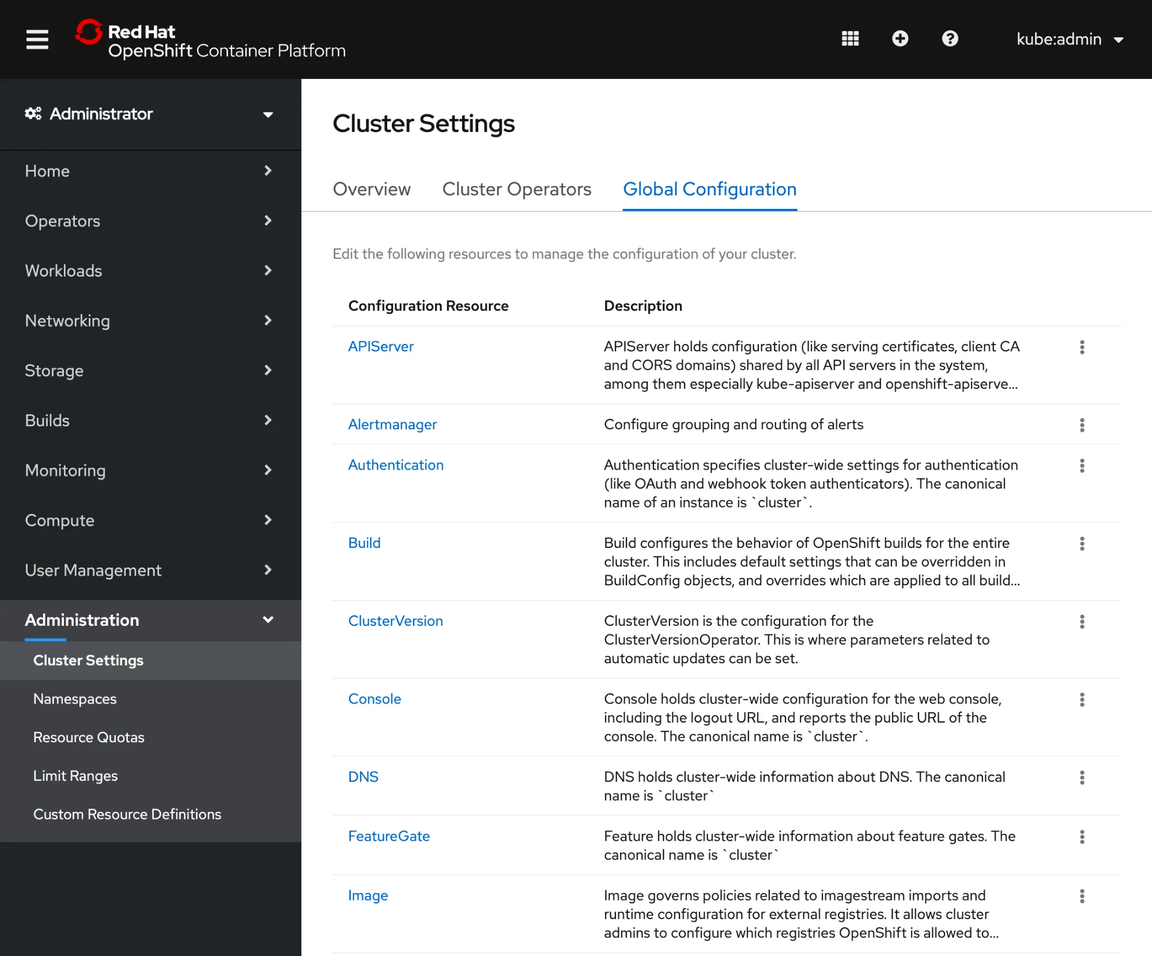 Red Hat
OpenShift Container Platform
kube:admin
Administrator
Home
Operators
Workloads
Networking
Storage
Builds
Monitoring
Compute
User Management
Administration
Cluster Settings
Namespaces
Resource Quotas
Limit Ranges
Custom Resource Definitions
Cluster Settings
Overview Cluster Operators Global Configuration
Edit the following resources to manage the configuration of your cluster.
Configuration Resource Description
APIServer APIServer holds configuration (like serving certificates, client CA
and CORS domains) shared by all API servers in the system,
among them especially kube-apiserver and openshift-apiserve...
Alertmanager Configure grouping and routing of alerts
Authentication Authentication specifies cluster-wide settings for authentication
(like OAuth and webhook token authenticators). The canonical
name of an instance is `cluster`.
Build Build configures the behavior of OpenShift builds for the entire
cluster. This includes default settings that can be overridden in
BuildConfig objects, and overrides which are applied to all build...
ClusterVersion ClusterVersion is the configuration for the
ClusterVersionOperator. This is where parameters related to
automatic updates can be set.
Console Console holds cluster-wide configuration for the web console,
including the logout URL, and reports the public URL of the
console. The canonical name is `cluster`.
DNS DNS holds cluster-wide information about DNS. The canonical
name is `cluster`
FeatureGate Feature holds cluster-wide information about feature gates. The
canonical name is `cluster`
Image Image governs policies related to imagestream imports and
runtime configuration for external registries. It allows cluster
admins to configure which registries OpenShift is allowed to...